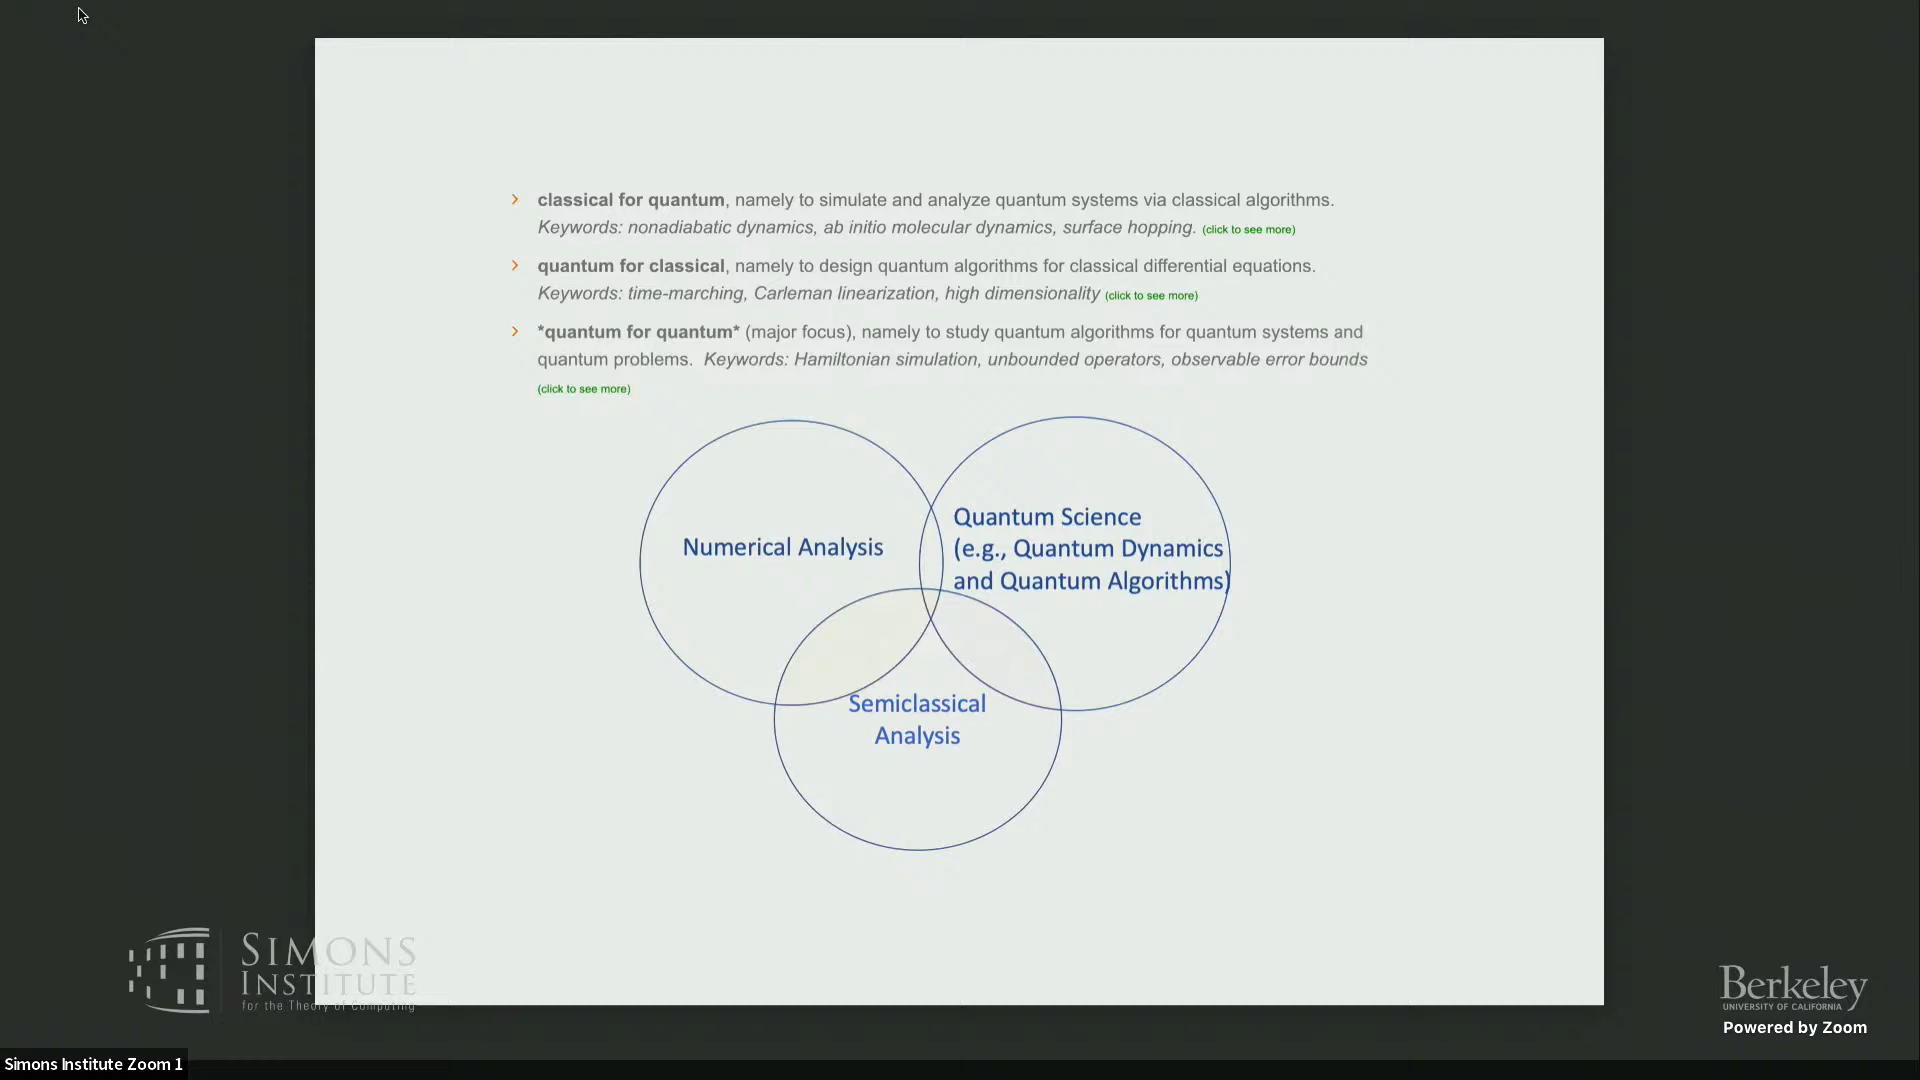 classical for quantum, namely to simulate and analyze quantum systems via classical algorithms.
Keywords: nonadiabatic dynamics, ab initio molecular dynamics, surface hopping. (click to see more)
quantum for classical, namely to design quantum algorithms for classical differential equations.
Keywords: time-marching, Carleman linearization, high dimensionality (click to see more)
*quantum for quantum* (major focus), namely to study quantum algorithms for quantum systems and
quantum problems. Keywords: Hamiltonian simulation, unbounded operators, observable error bounds
(click to see more)
Numerical Analysis
Quantum Science
(e.g., Quantum Dynamics
and Quantum Algorithms)
Semiclassical
Analysis
SIMONS
INSTITUTE
for the Theory of Computing
Berkeley
UNIVERSITY OF CALIFORNIA
Powered by Zoom
Simons Institute Zoom 1